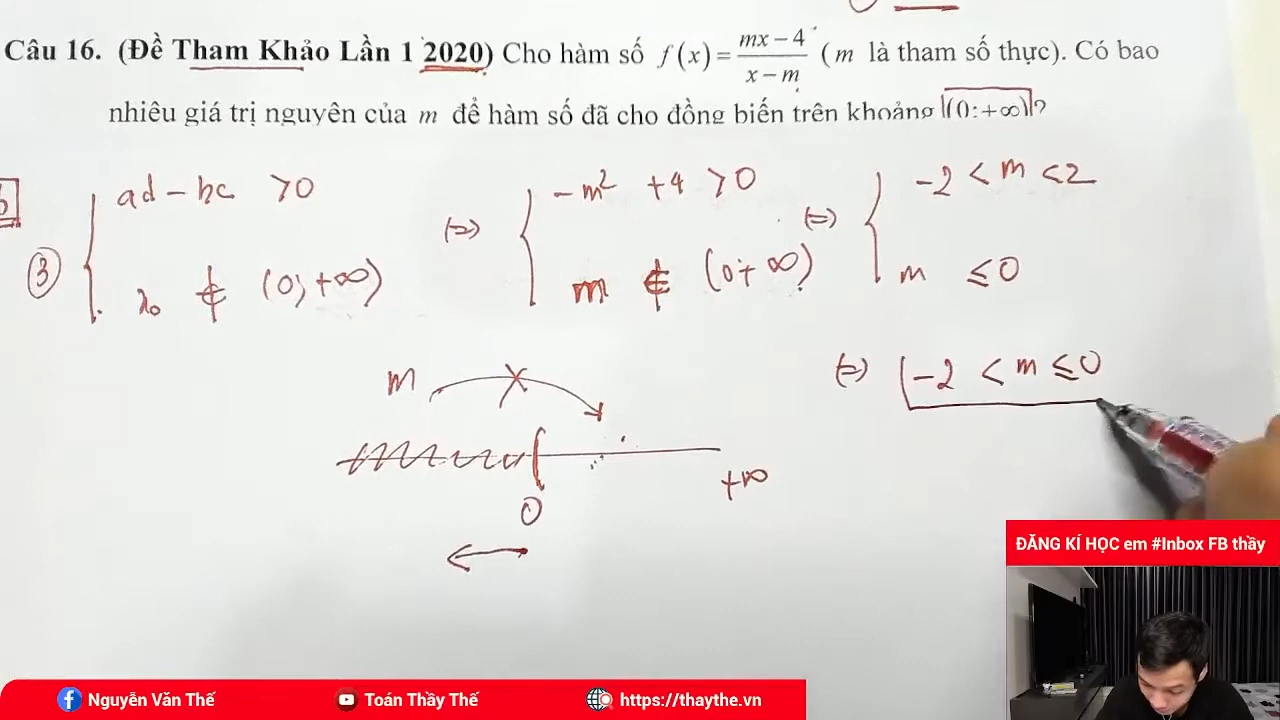 Câu 16. (Đề Tham Khảo Lần 1 2020) Cho hàm số f(x) = (mx − 4)/(x − m) (m là tham số thực). Có bao
nhiêu giá trị nguyên của m để hàm số đã cho đồng biến trên khoảng (0;+∞)?
ad − bc > 0 (=) −m² + 4 > 0 (=) −2 < m < 2
③ x₀ ∉ (0; +∞) m ∉ (0; +∞) m ≤ 0
m (=) −2 < m ≤ 0
0 +∞
ĐĂNG KÍ HỌC em #Inbox FB thầy
Nguyễn Văn Thế Toán Thầy Thế https://thaythe.vn